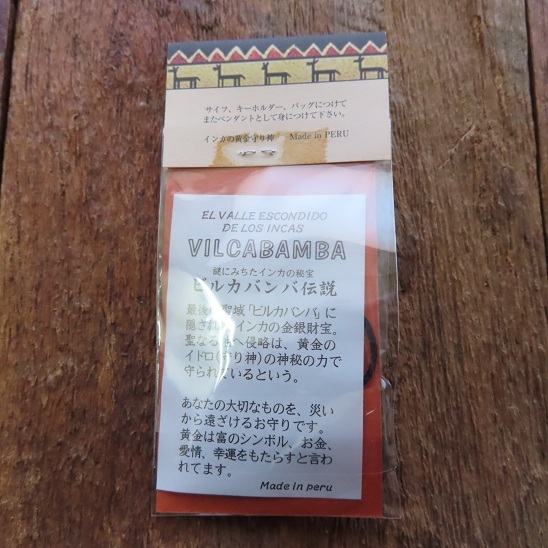 サイフ、キーホルダー、バッグにつけて
またペンダントとして身につけて下さい。
インカの黄金守り神 Made in PERU
EL VALLE ESCONDIDO
DE LOS INCAS
VILCABAMBA
謎にみちたインカの秘宝
ビルカバンバ伝説
最後の聖域「ビルカバンバ」に
隠されたインカの金銀財宝。
聖なる へ侵略は、黄金の
イドロ(守り神)の神秘の力で
守られているという。
あなたの大切なものを、災い
から遠ざけるお守りです。
黄金は富のシンボル、お金、
愛情、幸運をもたらすと言わ
れてます。
Made in peru